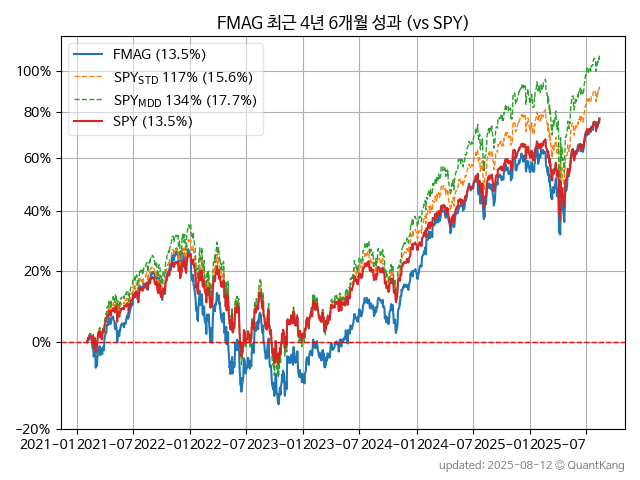 FMAG 최근 4년 6개월 성과 (vs SPY)
FMAG (13.5%)
SPY_STD 117% (15.6%)
SPY_MDD 134% (17.7%)
SPY (13.5%)
100%
80%
60%
40%
20%
0%
-20%
2021-01 2021-07 2022-01 2022-07 2023-01 2023-07 2024-01 2024-07 2025-01 2025-07
updated: 2025-08-12 © QuantKang